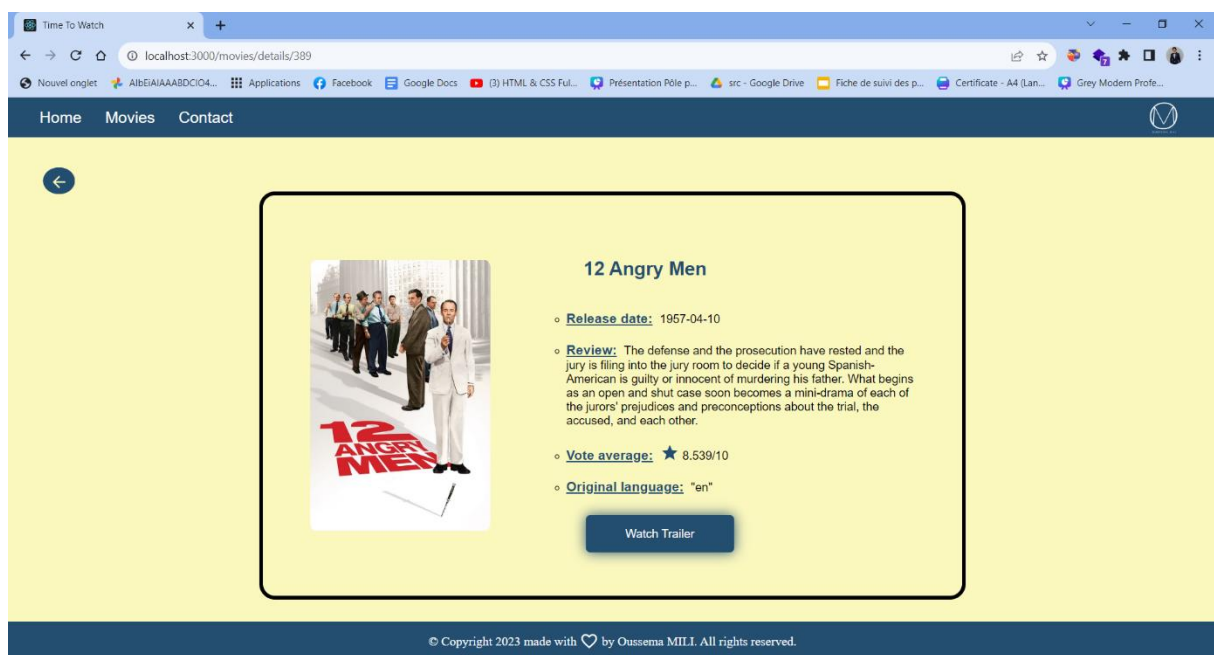 Time To Watch
localhost:3000/movies/details/389
Nouvel onglet AlbEiAIAAABDCIO4... Applications Facebook Google Docs (3) HTML & CSS Ful... Présentation Pôle p... src - Google Drive Fiche de suivi des p... Certificate - A4 (Lan... Grey Modern Profe...
Home Movies Contact
12 Angry Men
Release date: 1957-04-10
Review: The defense and the prosecution have rested and the
jury is filing into the jury room to decide if a young Spanish-
American is guilty or innocent of murdering his father. What begins
as an open and shut case soon becomes a mini-drama of each of
the jurors' prejudices and preconceptions about the trial, the
accused, and each other.
Vote average: ★ 8.539/10
Original language: "en"
Watch Trailer
12
ANGRY
MEN
© Copyright 2023 made with ♡ by Oussema MILI. All rights reserved.